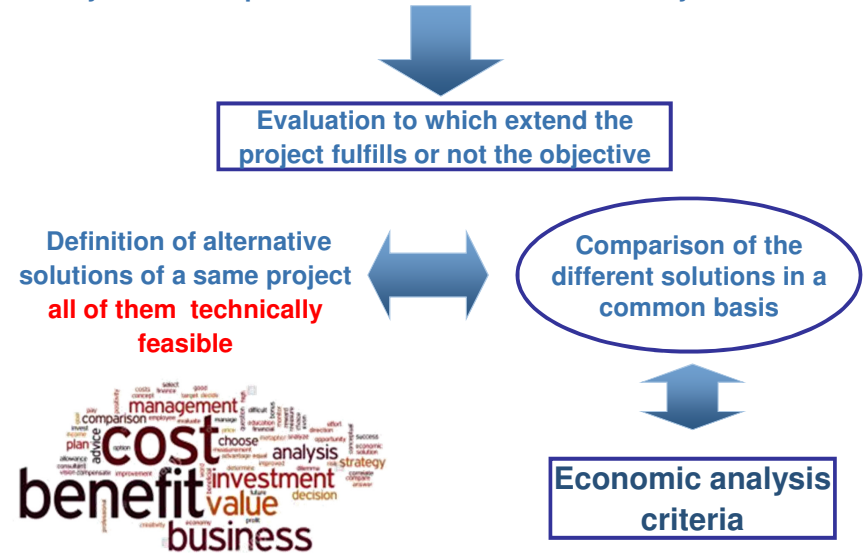 Evaluation to which extend the
project fulfills or not the objective
Definition of alternative
solutions of a same project
all of them technically
feasible
Comparison of the
different solutions in a
common basis
Economic analysis
criteria
cost
benefit
management
comparison
choose
analysis
investment
value
decision
strategy
business
plan
advice